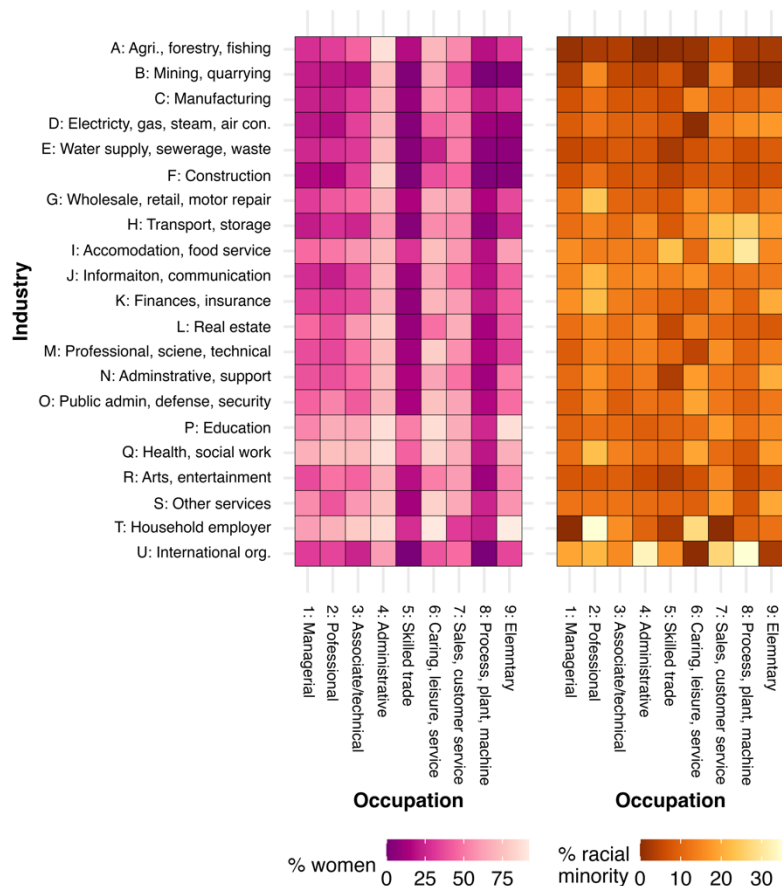 Industry
A: Agri., forestry, fishing
B: Mining, quarrying
C: Manufacturing
D: Electricty, gas, steam, air con.
E: Water supply, sewerage, waste
F: Construction
G: Wholesale, retail, motor repair
H: Transport, storage
I: Accomodation, food service
J: Informaiton, communication
K: Finances, insurance
L: Real estate
M: Professional, sciene, technical
N: Adminstrative, support
O: Public admin, defense, security
P: Education
Q: Health, social work
R: Arts, entertainment
S: Other services
T: Household employer
U: International org.
1: Managerial
2: Pofessional
3: Associate/technical
4: Administrative
5: Skilled trade
6: Caring, leisure, service
7: Sales, customer service
8: Process, plant, machine
9: Elemntary
1: Managerial
2: Pofessional
3: Associate/technical
4: Administrative
5: Skilled trade
6: Caring, leisure, service
7: Sales, customer service
8: Process, plant, machine
9: Elemntary
Occupation
Occupation
% women
0 25 50 75
% racial
minority
0 10 20 30